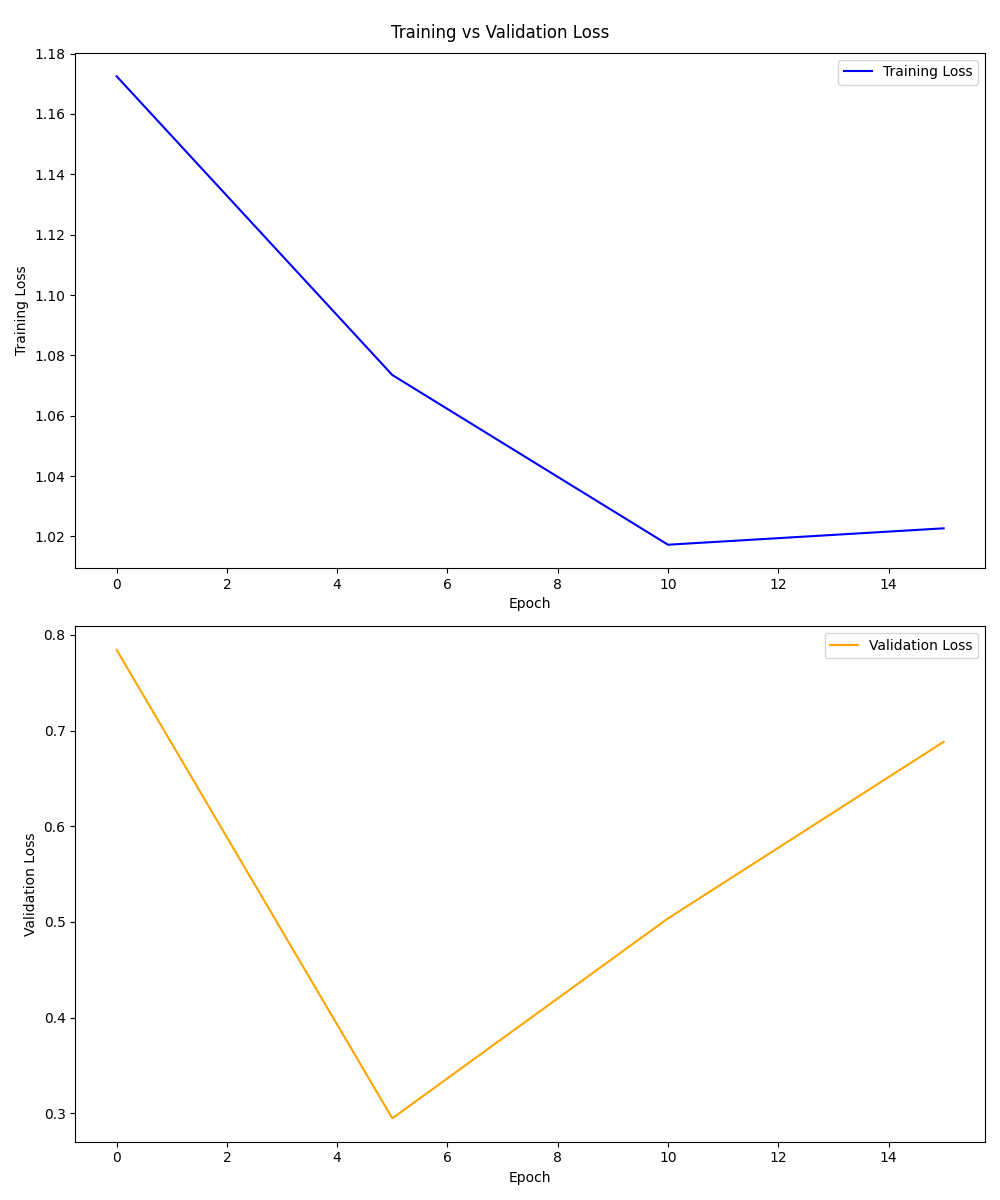 Training vs Validation Loss
1.18
Training Loss
1.16
1.14
1.12
1.10
Training Loss
1.08
1.06
1.04
1.02
0 2 4 6 8 10 12 14
Epoch
0.8
Validation Loss
0.7
0.6
0.5
Validation Loss
0.4
0.3
0 2 4 6 8 10 12 14
Epoch